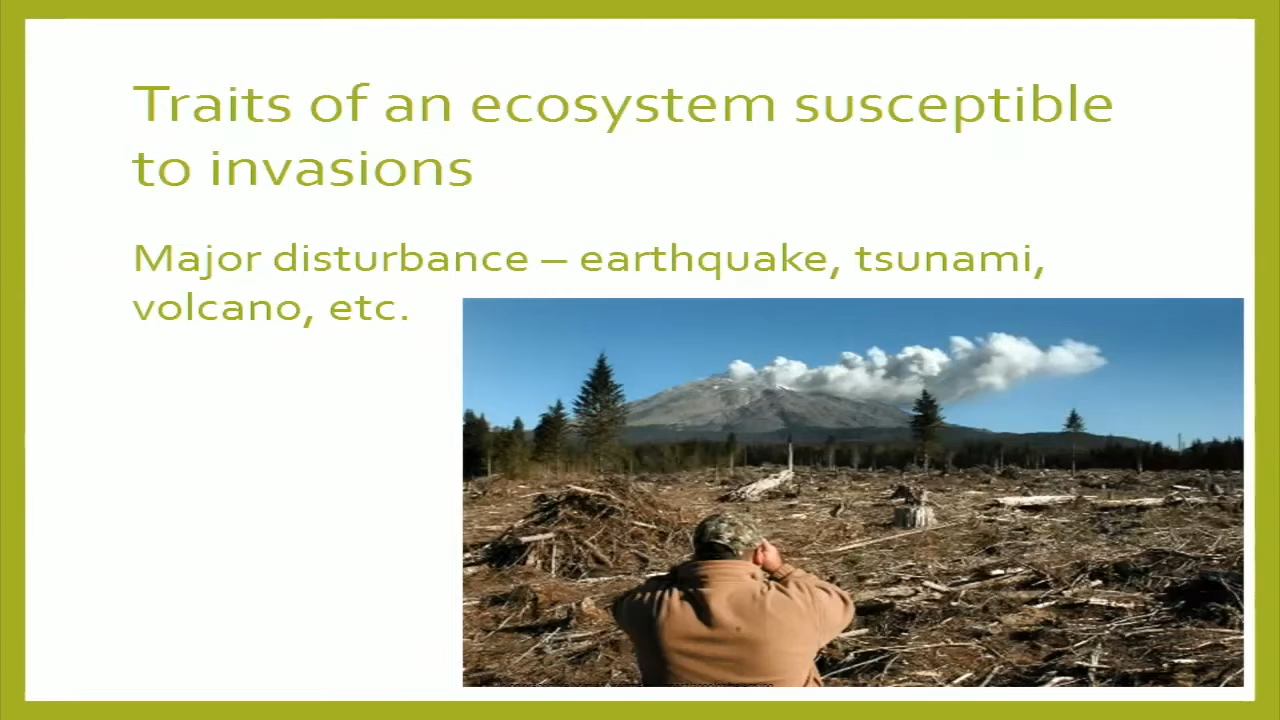 Traits of an ecosystem susceptible
to invasions
Major disturbance – earthquake, tsunami,
volcano, etc.